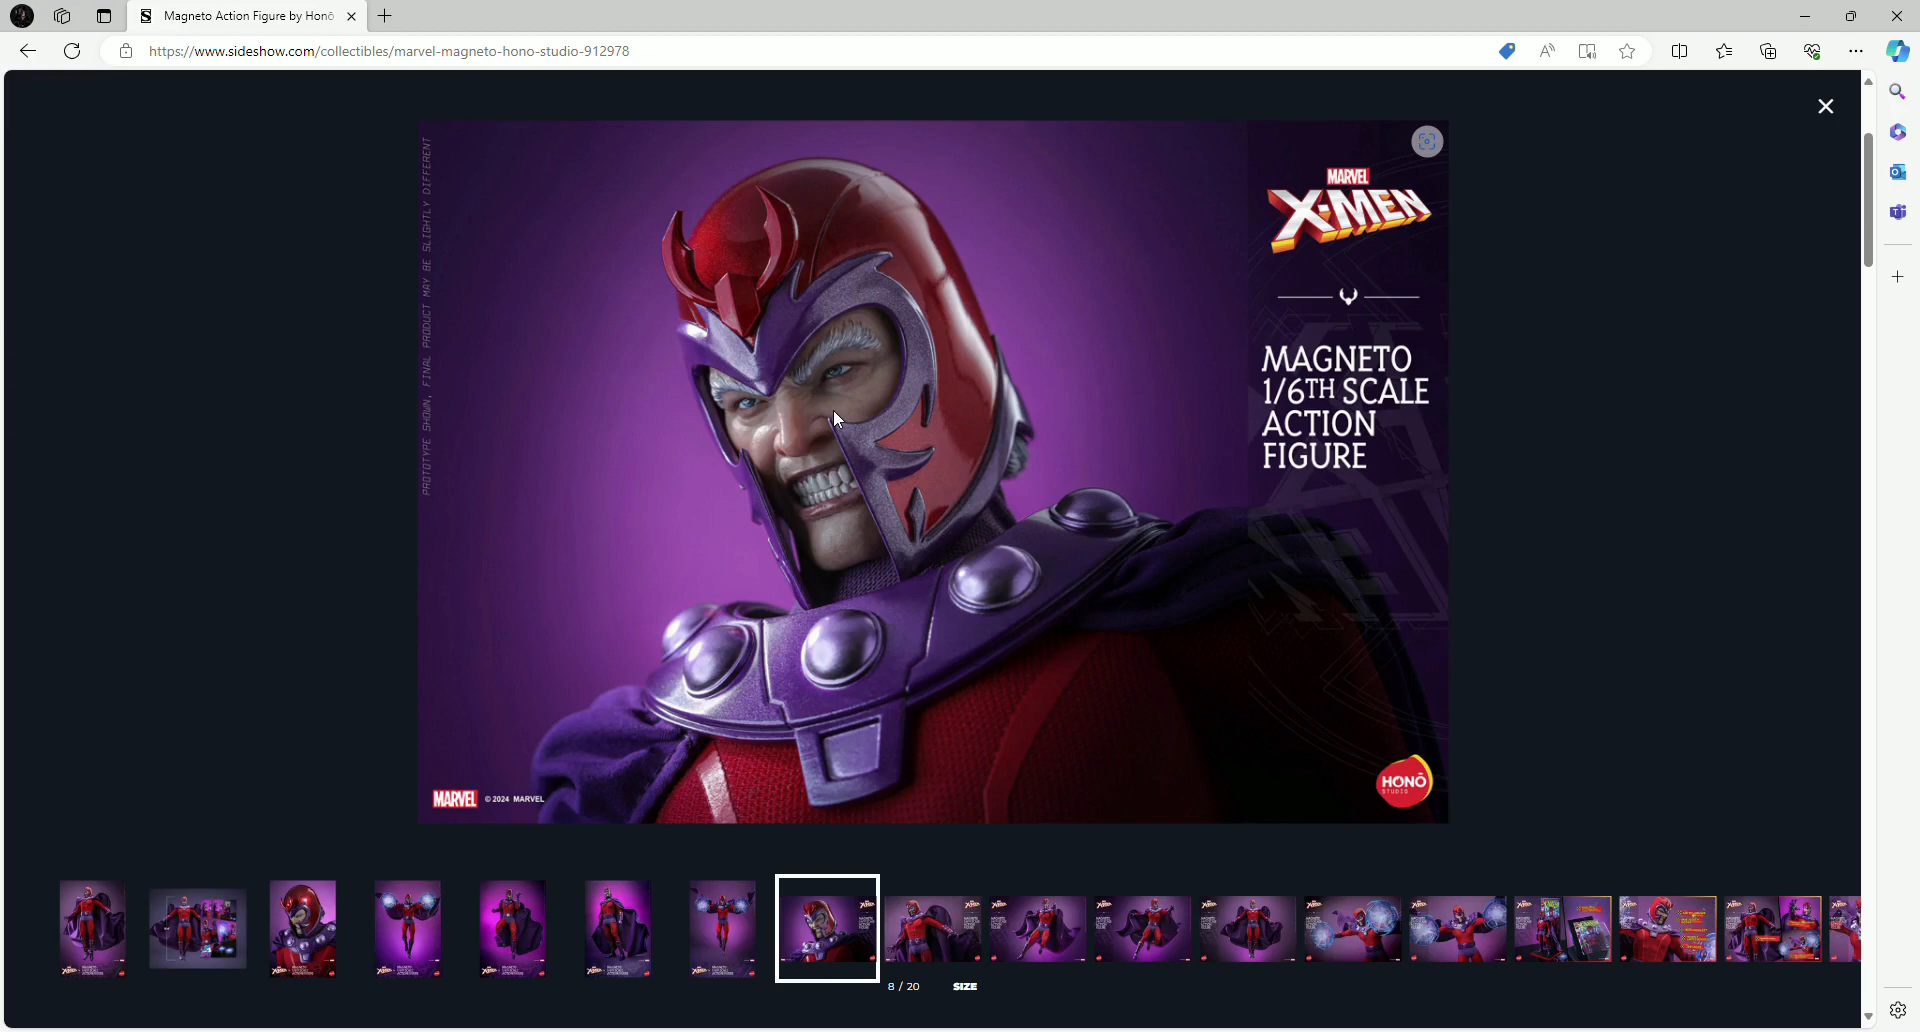 Magneto Action Figure by Honō
https://www.sideshow.com/collectibles/marvel-magneto-hono-studio-912978
PROTOTYPE SHOWN, FINAL PRODUCT MAY BE SLIGHTLY DIFFERENT
MARVEL
X-MEN
MAGNETO
1/6TH SCALE
ACTION
FIGURE
MARVEL © 2024 MARVEL
HONŌ
STUDIO
8 / 20 SIZE